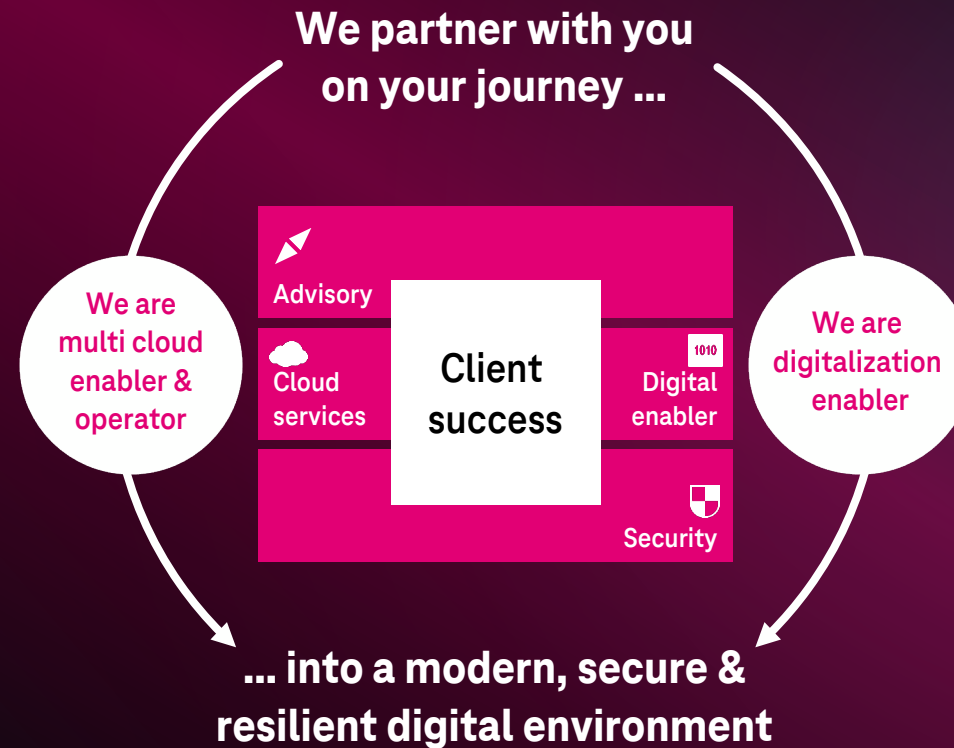 We partner with you
on your journey ...
We are
multi cloud
enabler &
operator
Advisory
Cloud
services
Client
success
1010
Digital
enabler
Security
We are
digitalization
enabler
... into a modern, secure &
resilient digital environment